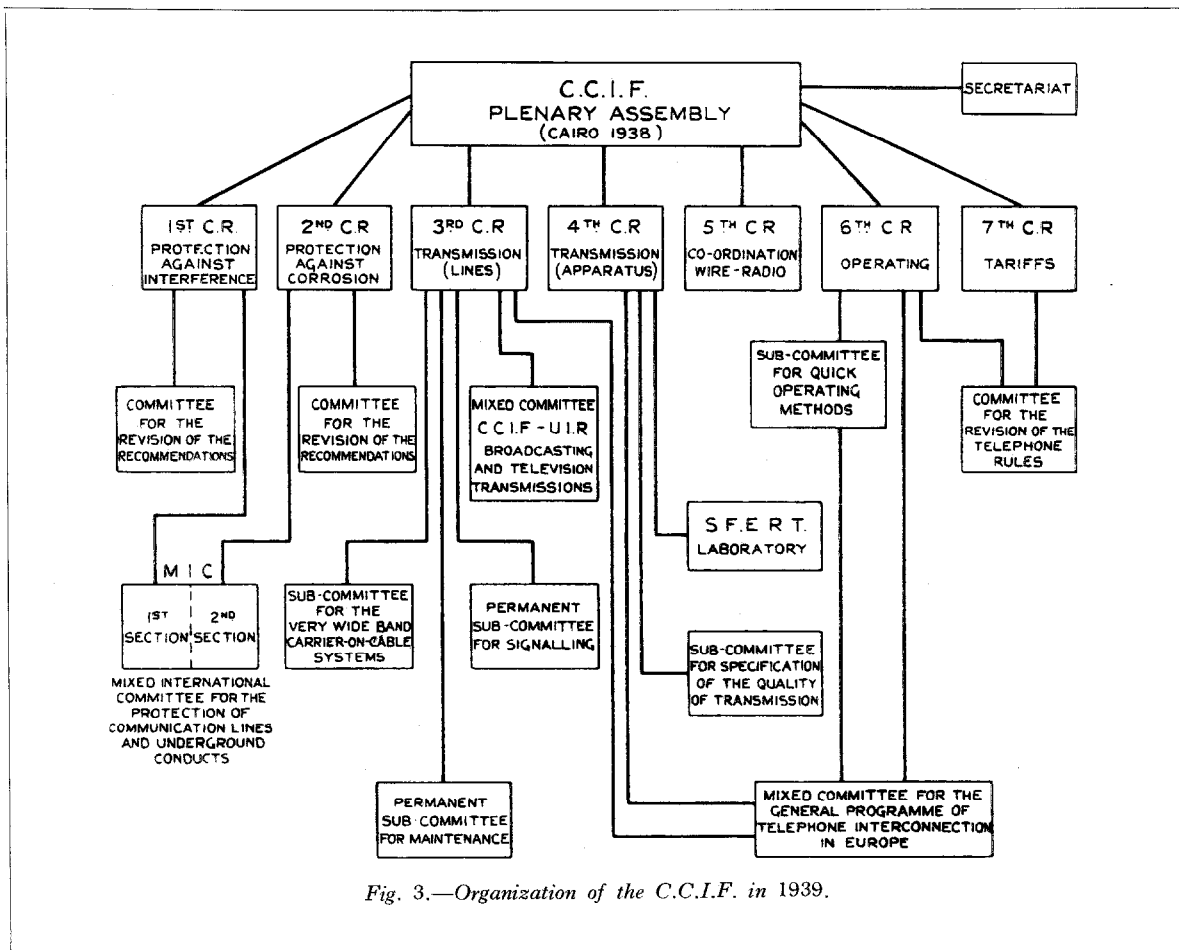 C.C.I.F.
PLENARY ASSEMBLY
(CAIRO 1938)
SECRETARIAT
1ST C.R.
PROTECTION
AGAINST
INTERFERENCE
2ND C.R
PROTECTION
AGAINST
CORROSION
3RD C.R
TRANSMISSION
(LINES)
4TH C.R
TRANSMISSION
(APPARATUS)
5TH C.R
CO-ORDINATION
WIRE-RADIO
6TH C.R
OPERATING
7TH C.R
TARIFFS
COMMITTEE
FOR THE
REVISION OF THE
RECOMMENDATIONS
COMMITTEE
FOR THE
REVISION OF THE
RECOMMENDATIONS
MIXED COMMITTEE
C C I.F - U.I.R
BROADCASTING
AND TELEVISION
TRANSMISSIONS
SUB-COMMITTEE
FOR QUICK
OPERATING
METHODS
COMMITTEE
FOR THE
REVISION OF THE
TELEPHONE
RULES
S F.E R T.
LABORATORY
M I C
1ST
SECTION
2ND
SECTION
MIXED INTERNATIONAL
COMMITTEE FOR THE
PROTECTION OF
COMMUNICATION LINES
AND UNDERGROUND
CONDUCTS
SUB-COMMITTEE
FOR THE
VERY WIDE BAND
CARRIER-ON-CABLE
SYSTEMS
PERMANENT
SUB-COMMITTEE
FOR SIGNALLING
SUB-COMMITTEE
FOR SPECIFICATION
OF THE QUALITY
OF TRANSMISSION
PERMANENT
SUB-COMMITTEE
FOR MAINTENANCE
MIXED COMMITTEE FOR THE
GENERAL PROGRAMME OF
TELEPHONE INTERCONNECTION
IN EUROPE
Fig. 3.—Organization of the C.C.I.F. in 1939.